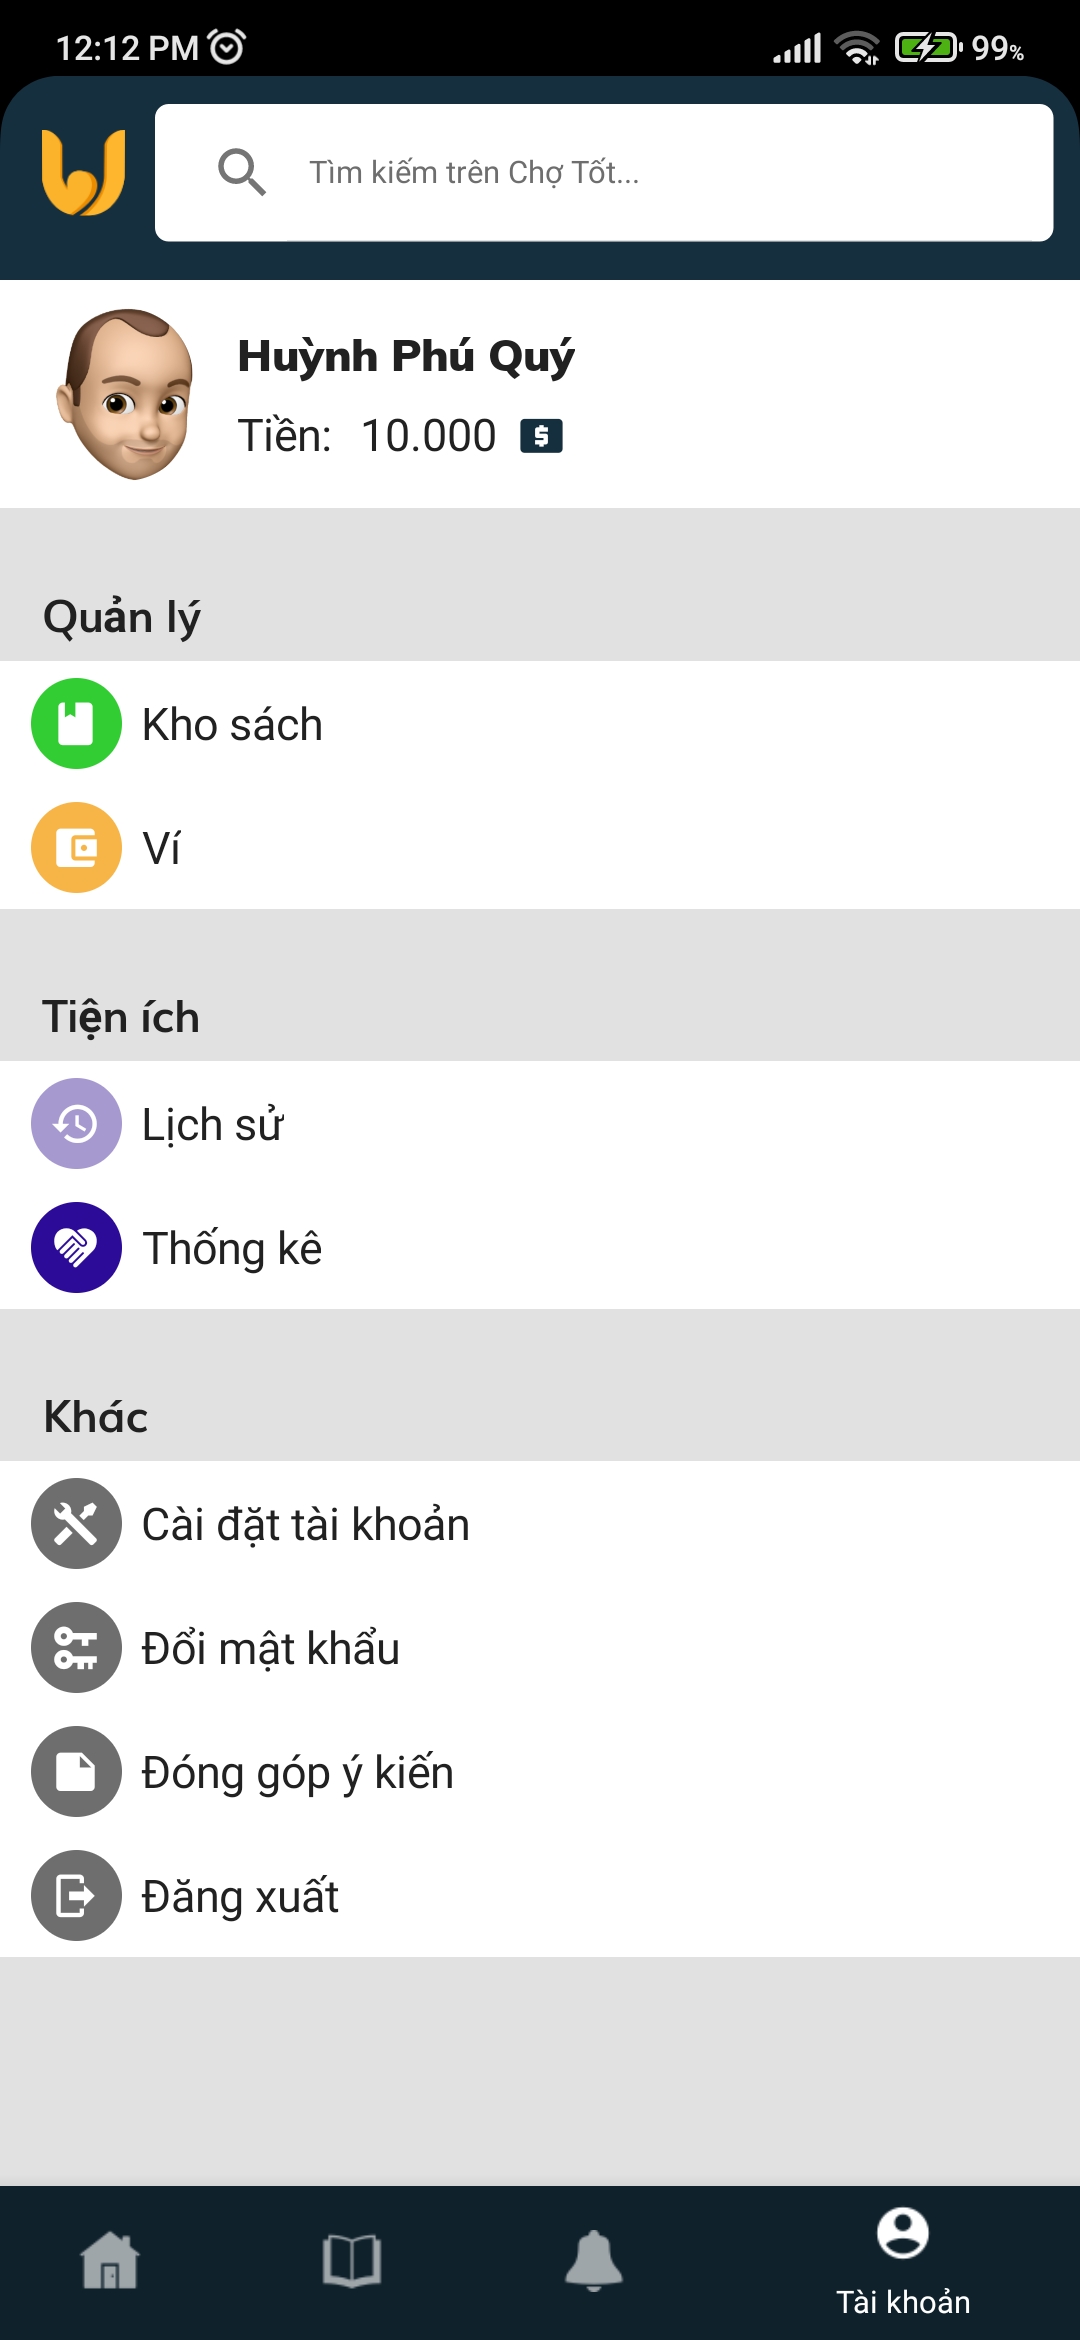 12:12 PM
99%
Tìm kiếm trên Chợ Tốt...
Huỳnh Phú Quý
Tiền: 10.000
Quản lý
Kho sách
Ví
Tiện ích
Lịch sử
Thống kê
Khác
Cài đặt tài khoản
Đổi mật khẩu
Đóng góp ý kiến
Đăng xuất
Tài khoản